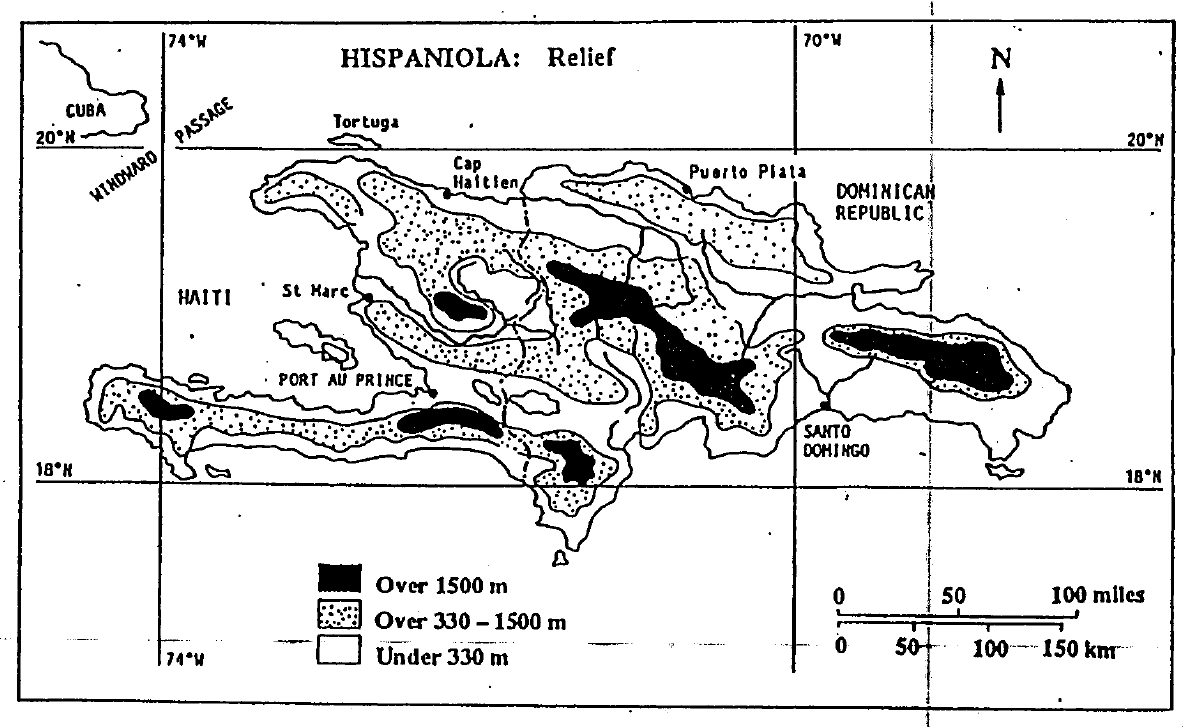 74°W
HISPANIOLA: Relief
70°W
N
CUBA
20°N
WINDWARD PASSAGE
Tortuga
20°N
Cap
Haitien
Puerto Plata
DOMINICAN
REPUBLIC
HAITI
St Marc
PORT AU PRINCE
SANTO
DOMINGO
18°N
18°N
Over 1500 m
Over 330 – 1500 m
Under 330 m
74°W
0 50 100 miles
0 50 100 150 km